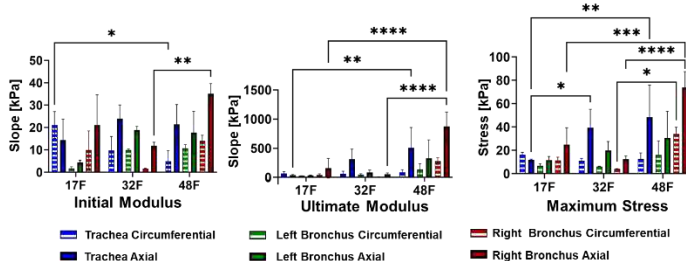 ** 
*** 
**** 
* 
** 
**** 
** 
**** 
* 
* 
Slope [kPa]
50
40
30
20
10
0
17F 32F 48F
Initial Modulus
Slope [kPa]
1500
1000
500
0
17F 32F 48F
Ultimate Modulus
Stress [kPa]
100
80
60
40
20
0
17F 32F 48F
Maximum Stress
Trachea Circumferential
Left Bronchus Circumferential
Right Bronchus Circumferential
Trachea Axial
Left Bronchus Axial
Right Bronchus Axial